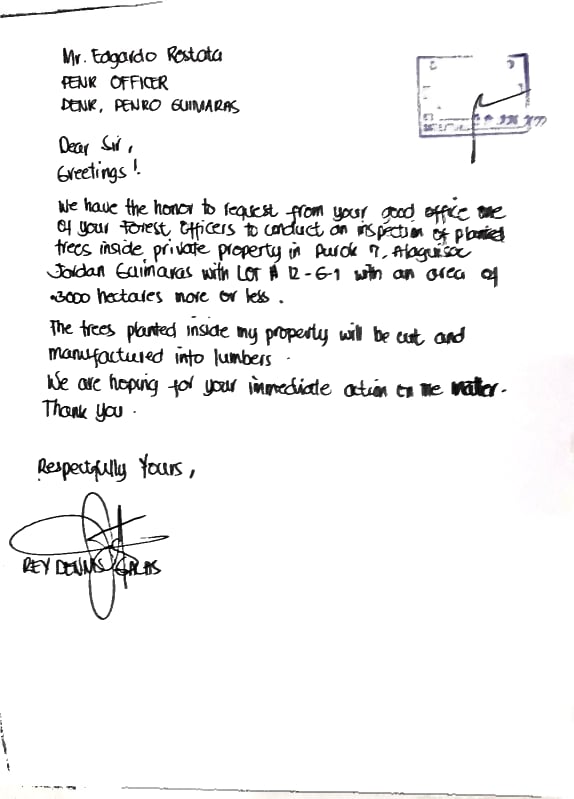 Mr. Edgardo Rostata
PENR OFFICER
DENR, PENRO GUIMARAS
Dear Sir,
Greetings!
We have the honor to request from your good office one
of your Forest Officers to conduct an inspection of planted
trees inside private property in Purok 7, Alaguisoc
Jordan Guimaras with LOT # 12-G-1 with an area of
.3000 hectares more or less.
The trees planted inside my property will be cut and
manufactured into lumbers.
We are hoping for your immediate action on the matter.
Thank you.
Respectfully Yours,
REY DENNIS GALAS